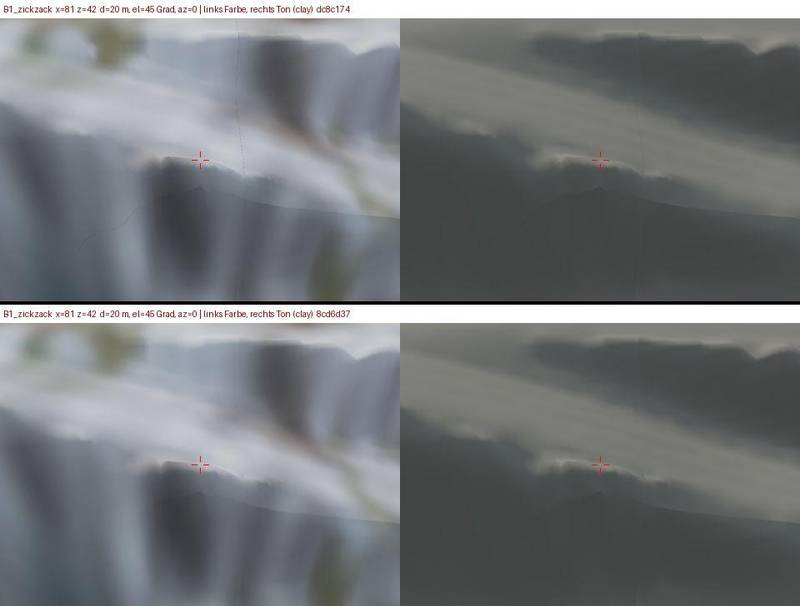 B1_zickzack x=81 z=42 d=20 m, el=45 Grad, az=0 | links Farbe, rechts Ton (clay) dc8c174
B1_zickzack x=81 z=42 d=20 m, el=45 Grad, az=0 | links Farbe, rechts Ton (clay) 8cd6d37